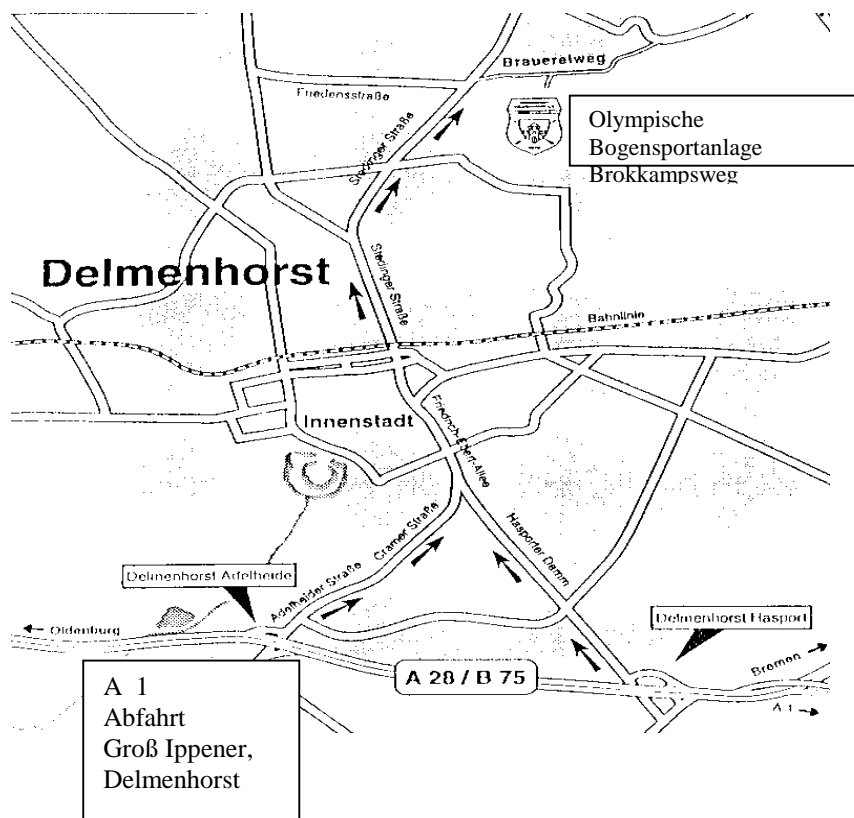 Brauereiweg
Friedensstraße
Olympische
Bogensportanlage
Brokkampsweg
Stedinger Straße
Delmenhorst
Stedinger Straße
Bahnlinie
Innenstadt
Friedrich-Ebert-Allee
Hasporter Damm
Cramer Straße
Adelheider Straße
Delmenhorst Adelheide
Delmenhorst Hasport
← Oldenburg
Bremen
A 28 / B 75
A 1 →
A 1
Abfahrt
Groß Ippener,
Delmenhorst